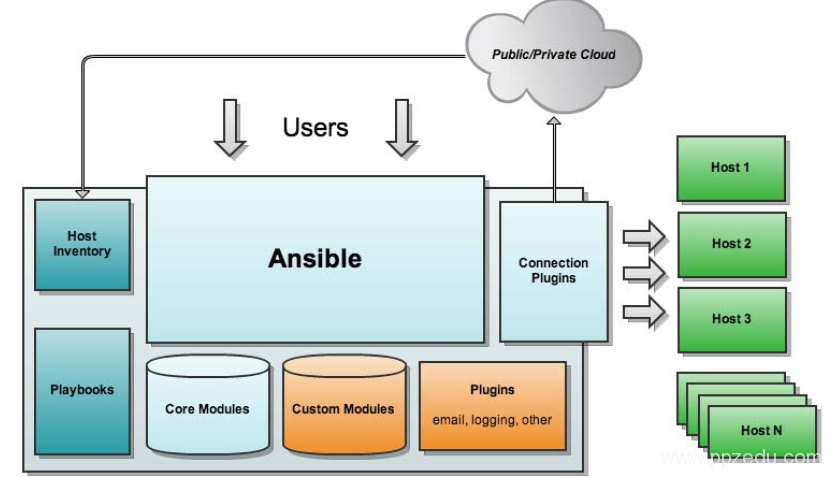 Public/Private Cloud
Users
Host 1
Host
Inventory
Ansible
Connection
Plugins
Host 2
Host 3
Playbooks
Core Modules
Custom Modules
Plugins
email, logging, other
Host N
www.ppzedu.com